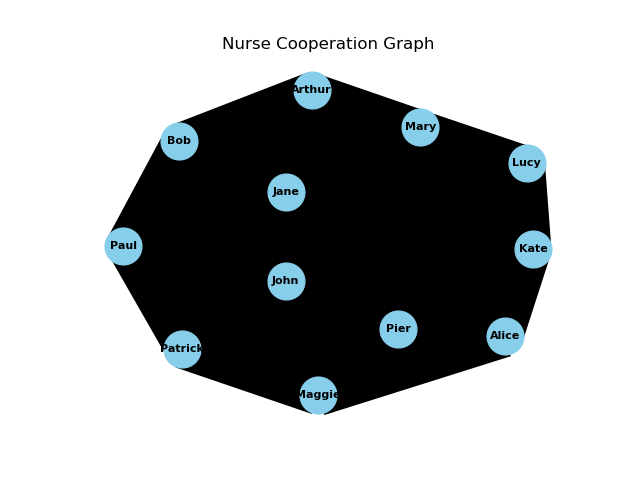 Nurse Cooperation Graph
Arthur
Mary
Bob
Lucy
Jane
Paul
Kate
John
Pier
Alice
Patrick
Maggie